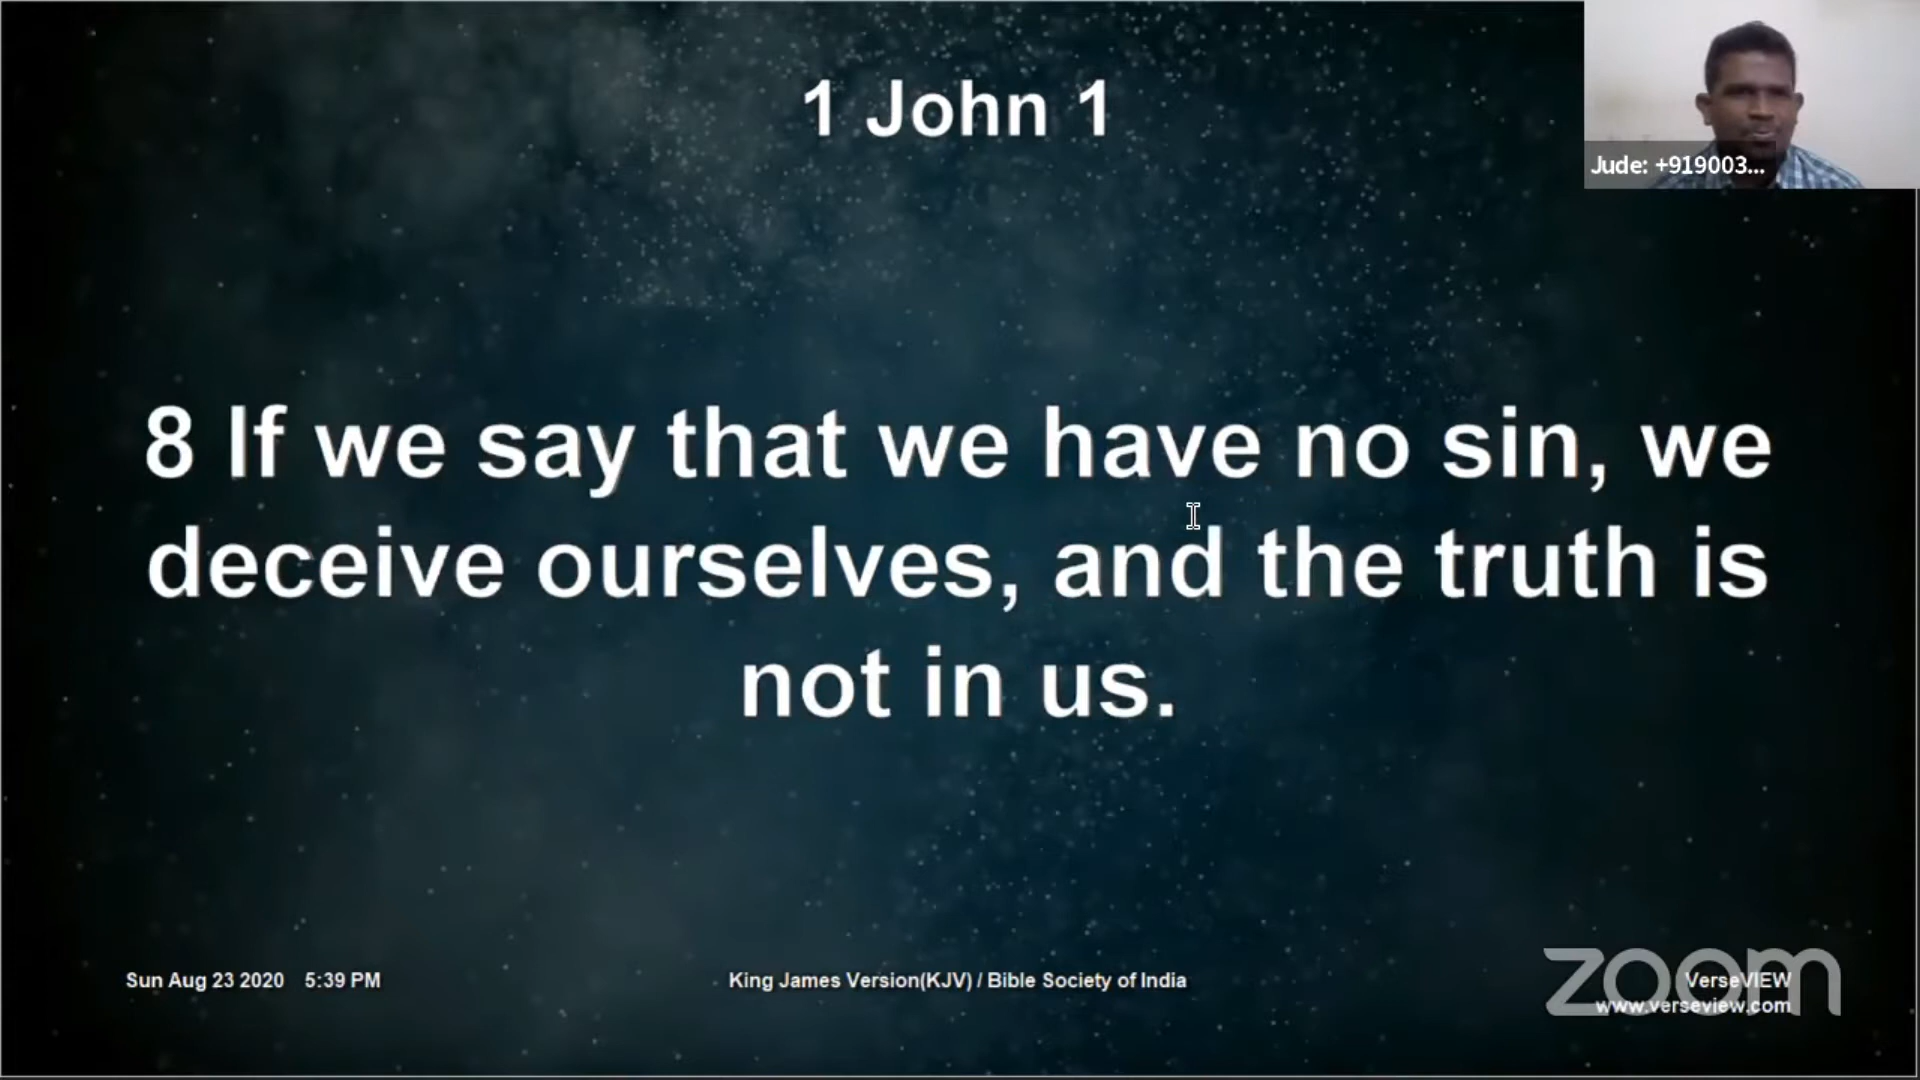 1 John 1
Jude: +919003...
8 If we say that we have no sin, we
deceive ourselves, and the truth is
not in us.
Sun Aug 23 2020 5:39 PM
King James Version(KJV) / Bible Society of India
zoom
VerseVIEW
www.verseview.com